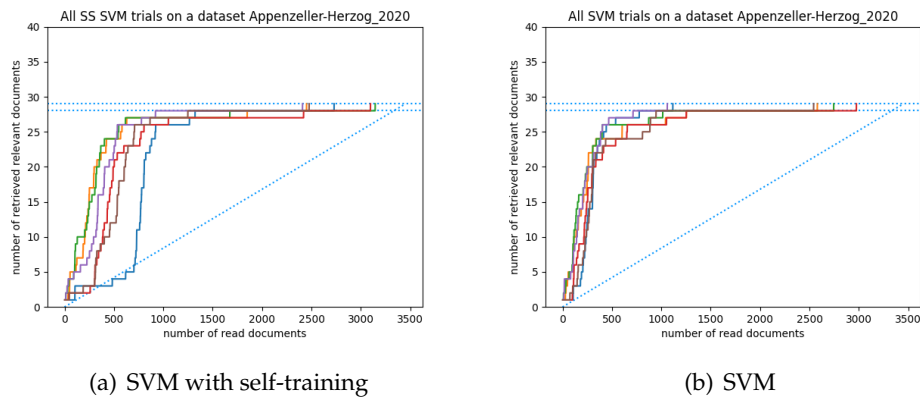 All SS SVM trials on a dataset Appenzeller-Herzog_2020
40
35
30
25
20
15
10
5
0
number of retrieved relevant documents
0 500 1000 1500 2000 2500 3000 3500
number of read documents
(a) SVM with self-training
All SVM trials on a dataset Appenzeller-Herzog_2020
40
35
30
25
20
15
10
5
0
number of retrieved relevant documents
0 500 1000 1500 2000 2500 3000 3500
number of read documents
(b) SVM